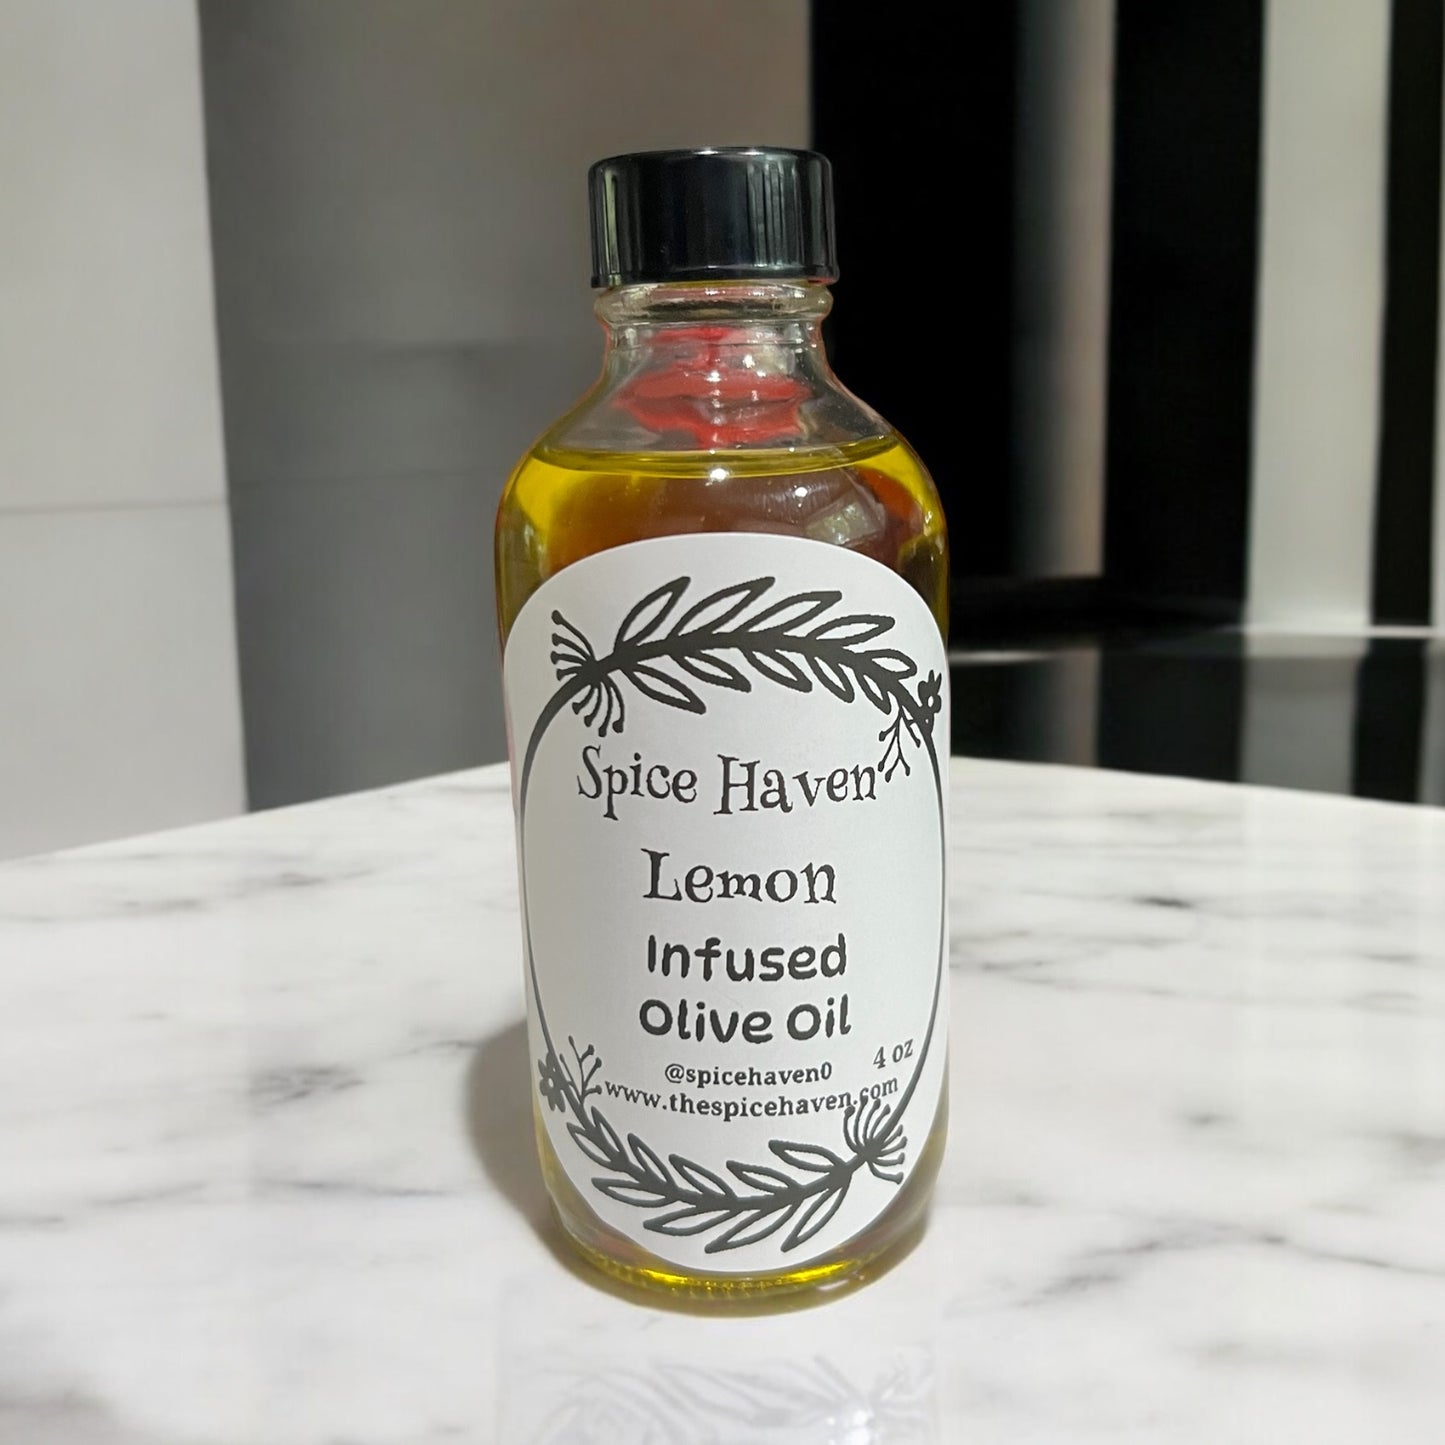 Spice Haven
Lemon
Infused
Olive Oil
4 oz
@spicehaven0
www.thespicehaven.com